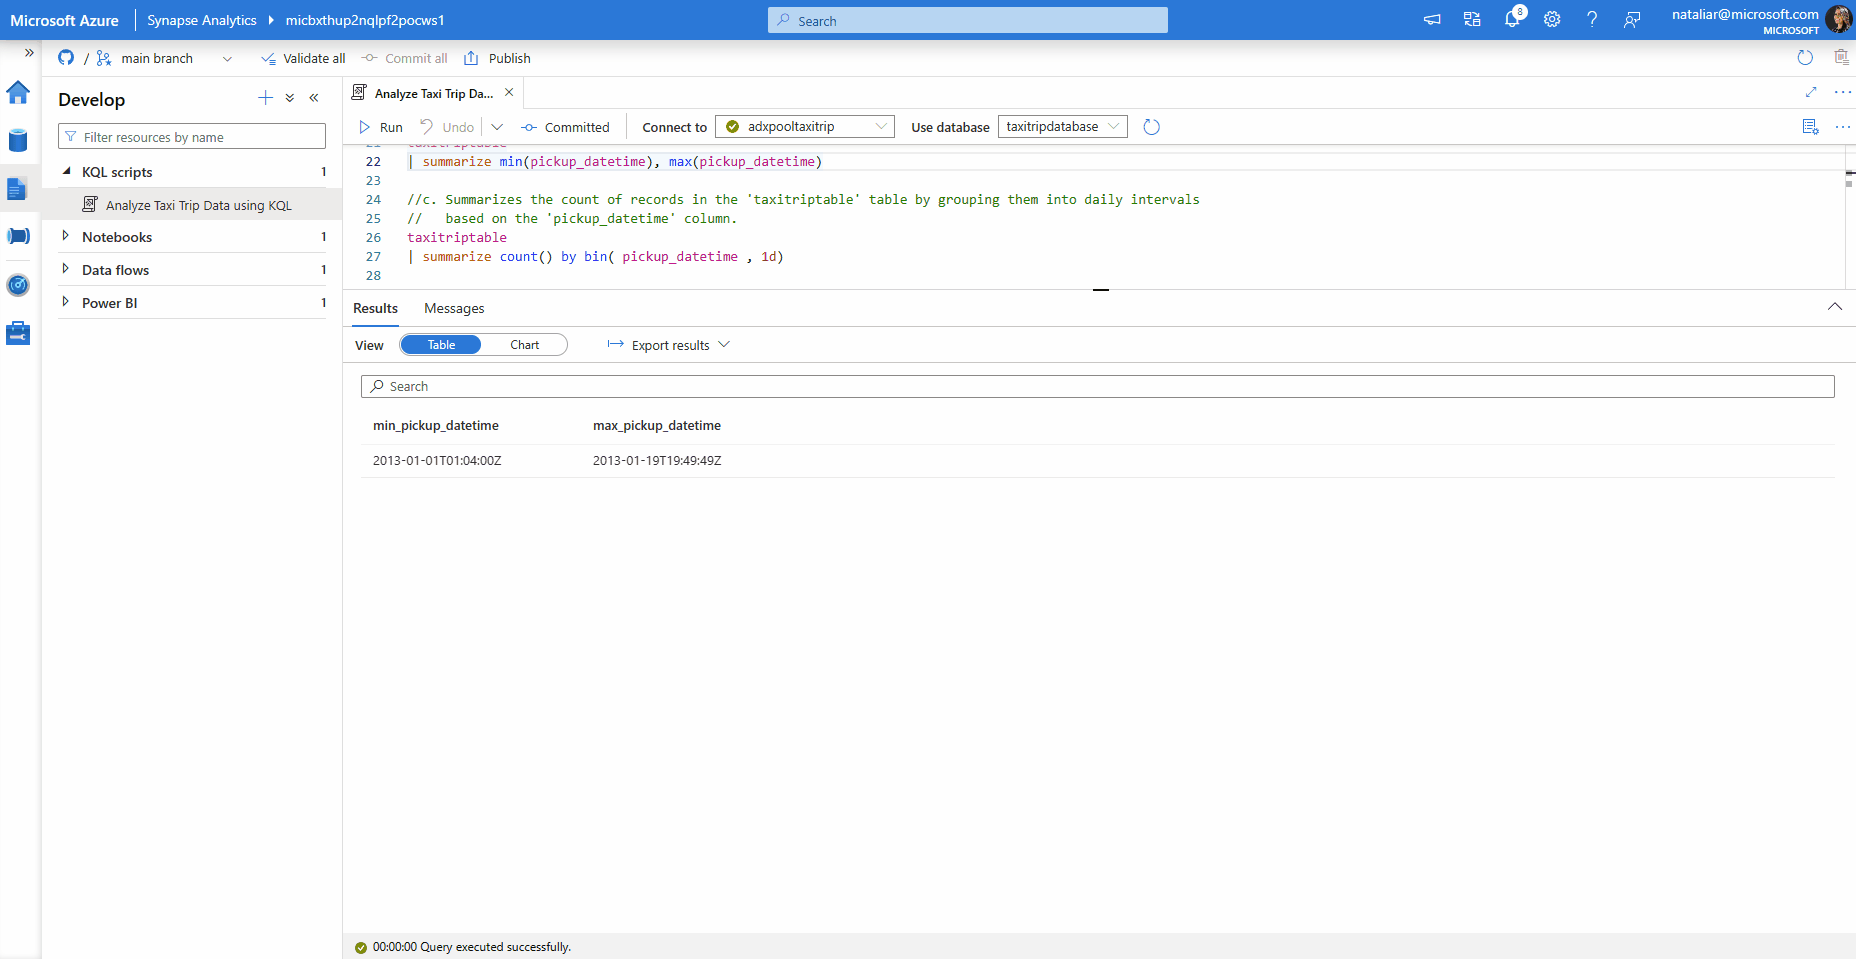 Microsoft Azure Synapse Analytics micbxthup2nqlpf2pocws1 Search 8 nataliar@microsoft.com
MICROSOFT
/ main branch Validate all Commit all Publish
Develop Analyze Taxi Trip Da...
Filter resources by name Run Undo Committed Connect to adxpooltaxitrip Use database taxitripdatabase
KQL scripts 1
Analyze Taxi Trip Data using KQL
Notebooks 1
Data flows 1
Power BI 1
21 taxitriptable
22 | summarize min(pickup_datetime), max(pickup_datetime)
23
24 //c. Summarizes the count of records in the 'taxitriptable' table by grouping them into daily intervals
25 // based on the 'pickup_datetime' column.
26 taxitriptable
27 | summarize count() by bin( pickup_datetime , 1d)
28
Results Messages
View Table Chart Export results
Search
min_pickup_datetime max_pickup_datetime
2013-01-01T01:04:00Z 2013-01-19T19:49:49Z
00:00:00 Query executed successfully.